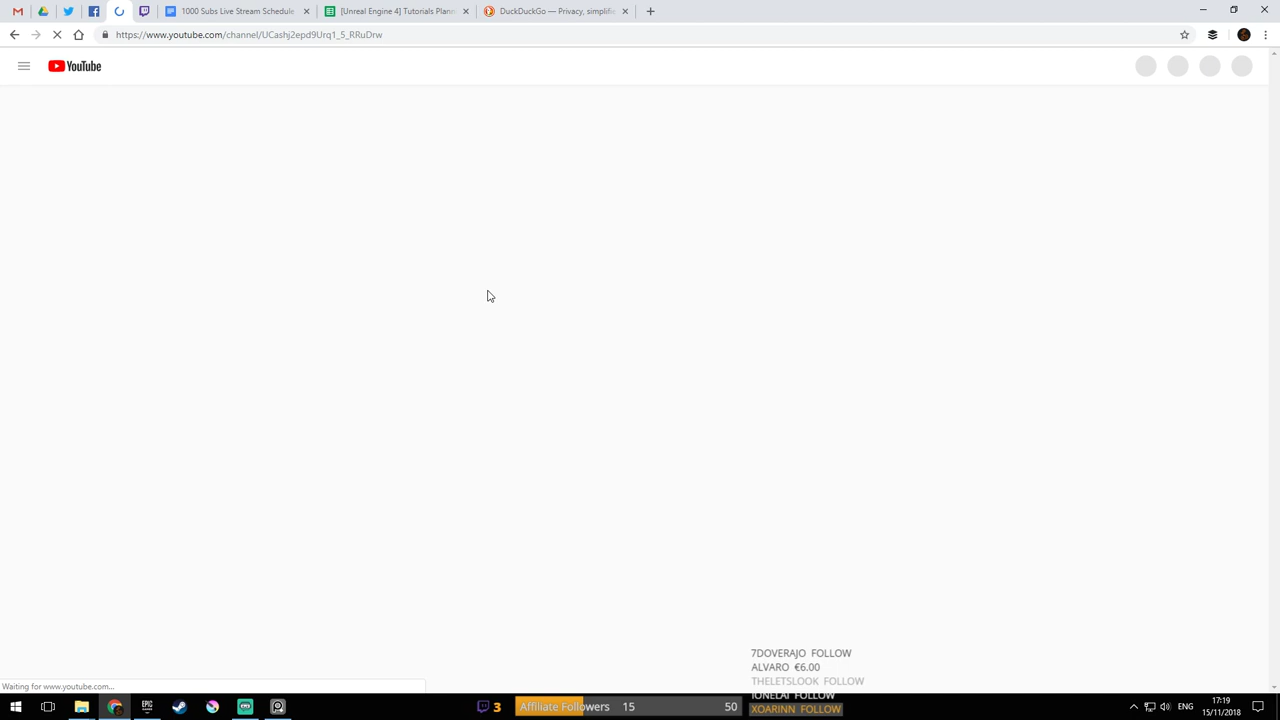 1000 Subs Live Stream Schedule
[Unreal Engine 4] Tutorials Plann
DuckDuckGo — Privacy, simplifi
https://www.youtube.com/channel/UCashj2epd9Urq1_5_RRuDrw
YouTube
7DOVERAJO FOLLOW
ALVARO €6.00
THELETSLOOK FOLLOW
IONELAI FOLLOW
XOARINN FOLLOW
Waiting for www.youtube.com...
EPIC
3
Affiliate Followers 15 50
ENG
17:19
15/11/2018